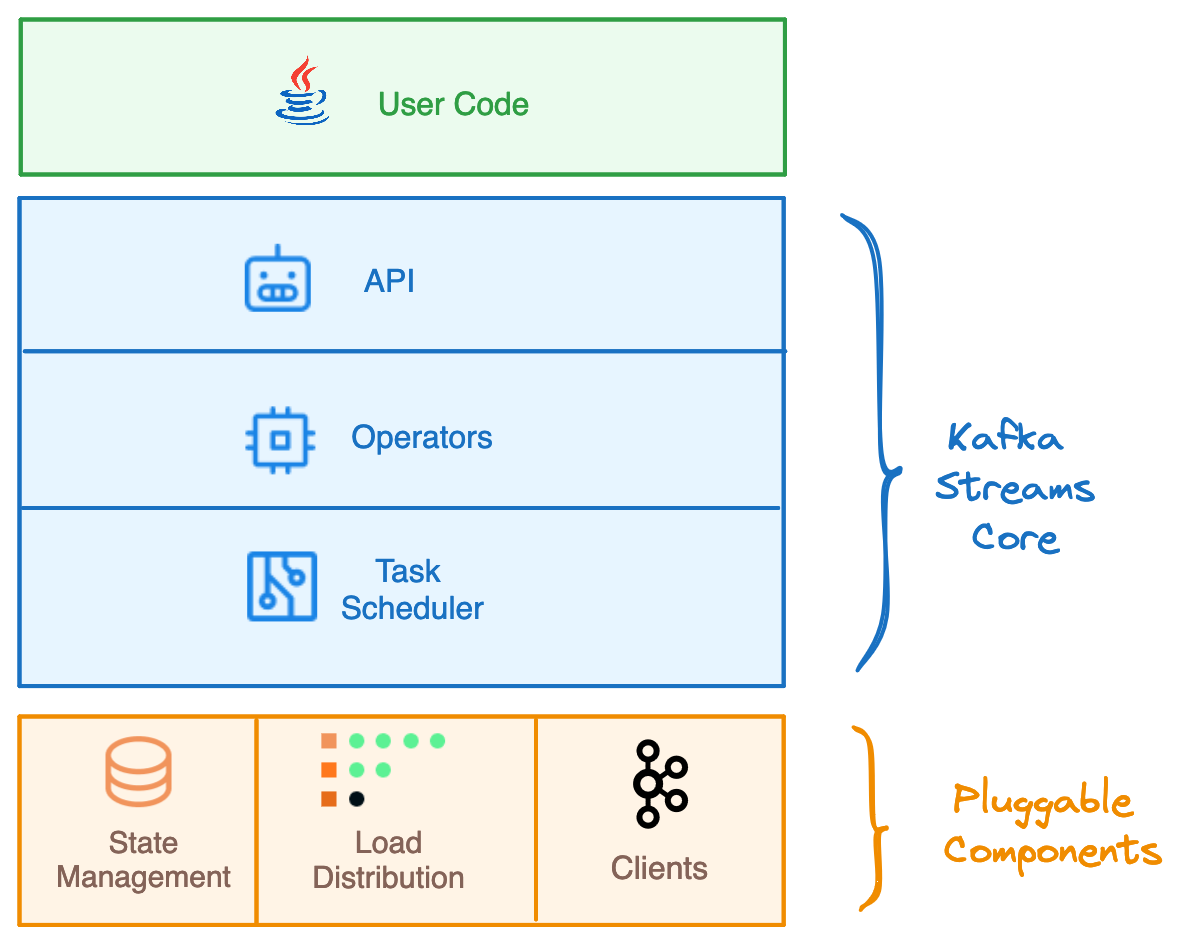 User Code
API
Operators
Task
Scheduler
Kafka
Streams
Core
State
Management
Load
Distribution
Clients
Pluggable
Components